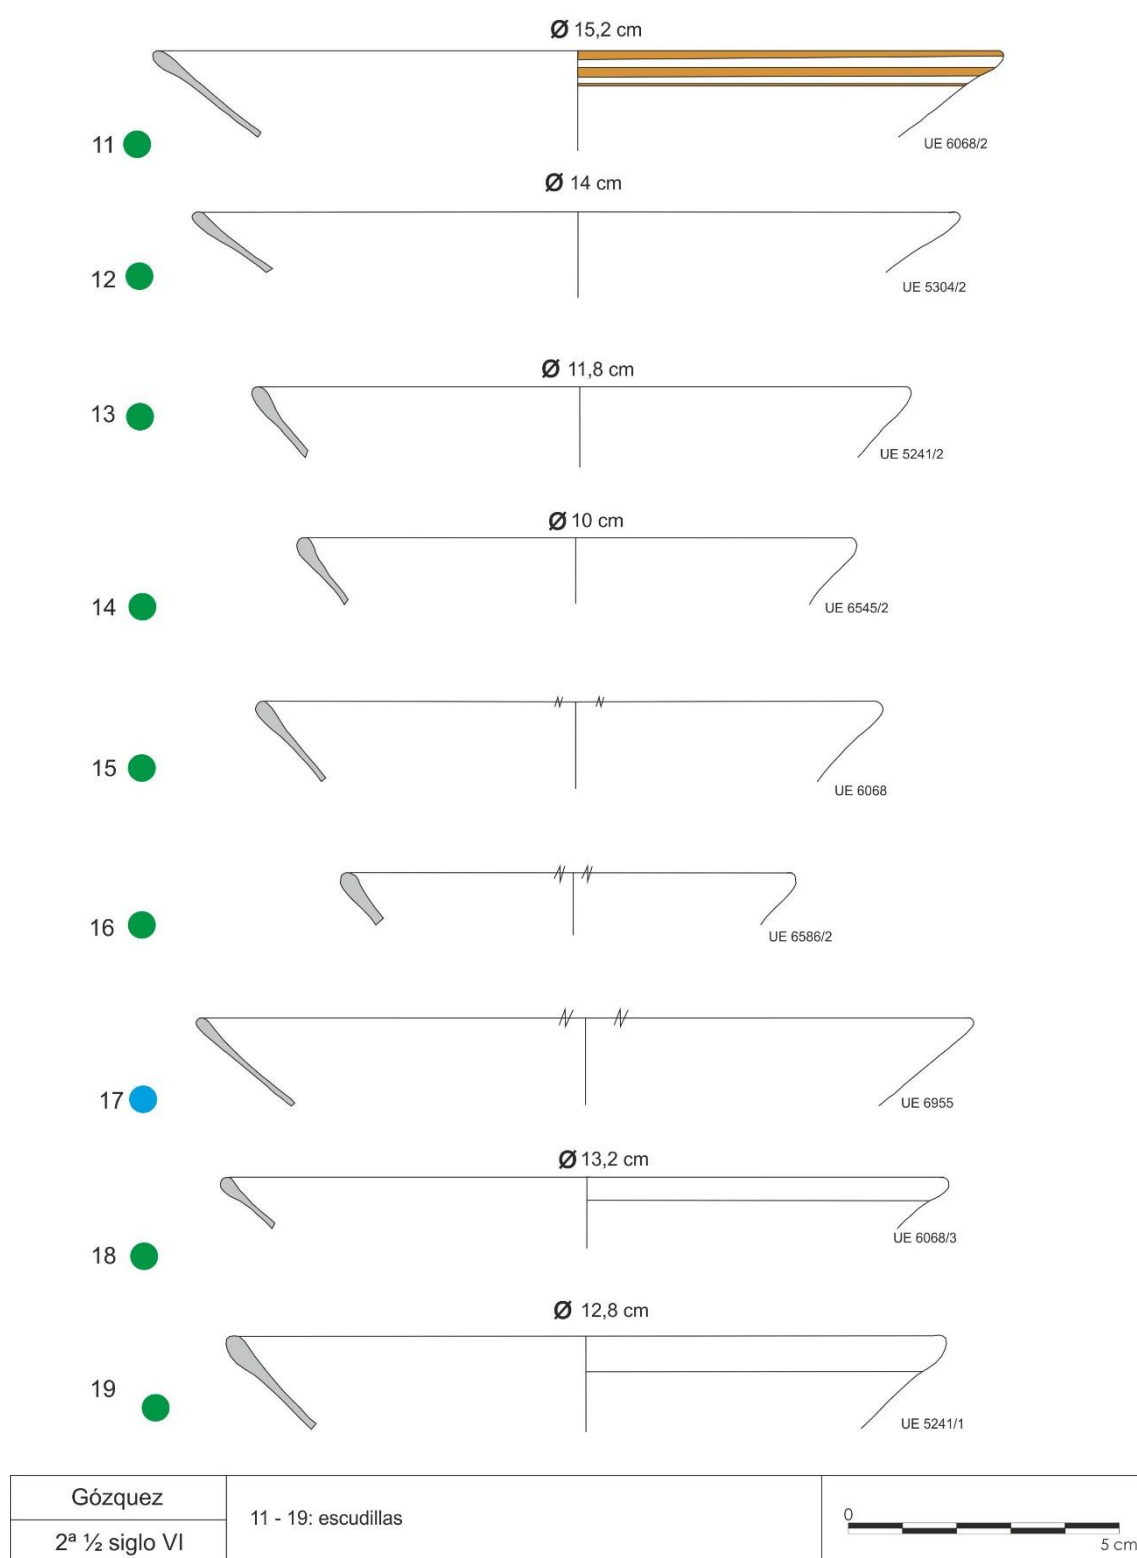 Ø 15,2 cm
11
UE 6068/2
Ø 14 cm
12
UE 5304/2
Ø 11,8 cm
13
UE 5241/2
Ø 10 cm
14
UE 6545/2
15
UE 6068
16
UE 6586/2
17
UE 6955
Ø 13,2 cm
18
UE 6068/3
Ø 12,8 cm
19
UE 5241/1
Gózquez
2ª ½ siglo VI
11 - 19: escudillas
0
5 cm